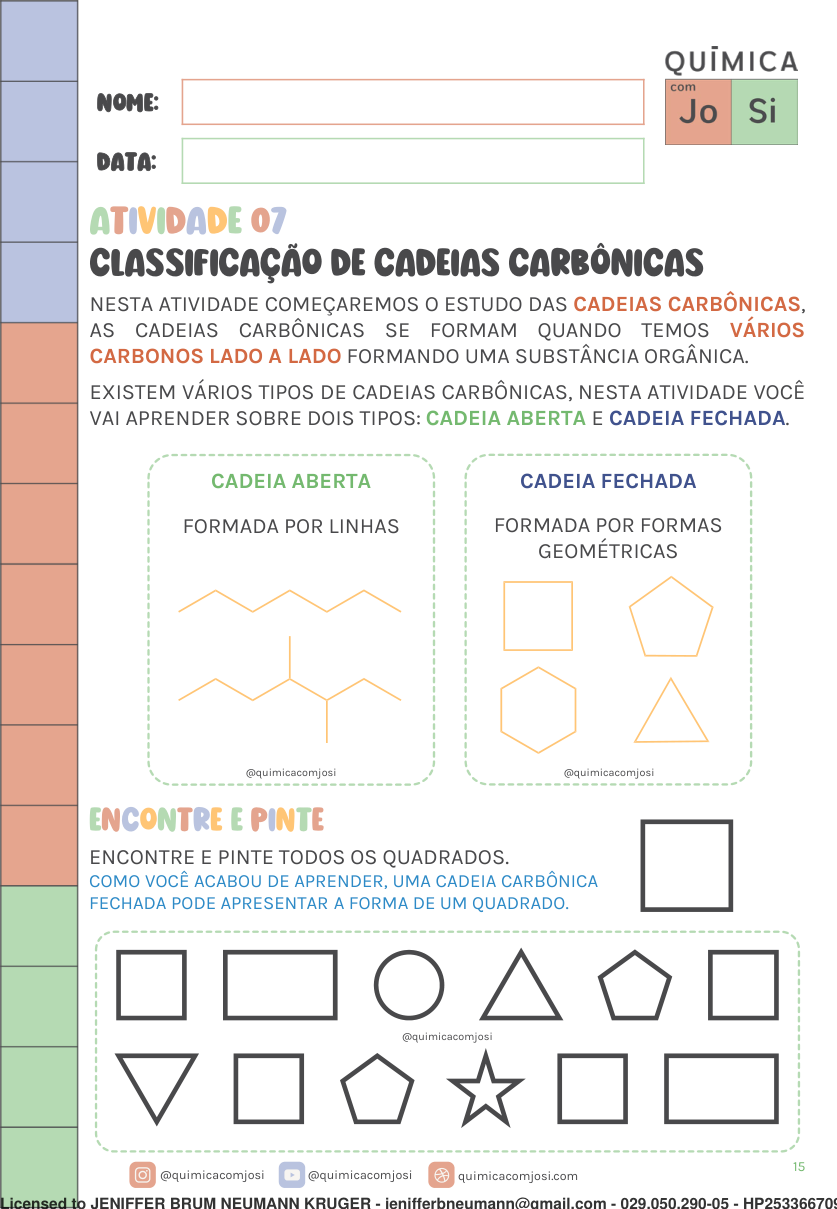 QUÍMICA
com
Jo Si
NOME:
DATA:
ATIVIDADE 07
CLASSIFICAÇÃO DE CADEIAS CARBÔNICAS
NESTA ATIVIDADE COMEÇAREMOS O ESTUDO DAS CADEIAS CARBÔNICAS,
AS CADEIAS CARBÔNICAS SE FORMAM QUANDO TEMOS VÁRIOS
CARBONOS LADO A LADO FORMANDO UMA SUBSTÂNCIA ORGÂNICA.
EXISTEM VÁRIOS TIPOS DE CADEIAS CARBÔNICAS, NESTA ATIVIDADE VOCÊ
VAI APRENDER SOBRE DOIS TIPOS: CADEIA ABERTA E CADEIA FECHADA.
CADEIA ABERTA
FORMADA POR LINHAS
@quimicacomjosi
CADEIA FECHADA
FORMADA POR FORMAS
GEOMÉTRICAS
@quimicacomjosi
ENCONTRE E PINTE
ENCONTRE E PINTE TODOS OS QUADRADOS.
COMO VOCÊ ACABOU DE APRENDER, UMA CADEIA CARBÔNICA
FECHADA PODE APRESENTAR A FORMA DE UM QUADRADO.
@quimicacomjosi
15
@quimicacomjosi @quimicacomjosi quimicacomjosi.com
Licensed to JENIFFER BRUM NEUMANN KRUGER - jenifferbneumann@gmail.com - 029.050.290-05 - HP253366709